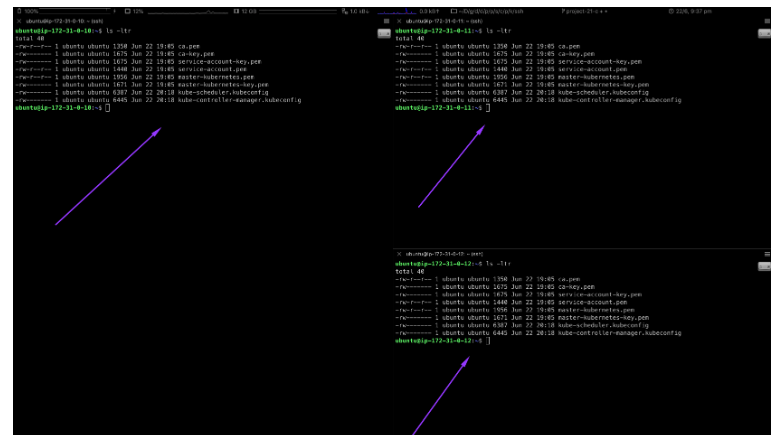 100%
12%
12 GB
1.0 kB↓
0.0 kB↑
project-21-
22/6, 9:37 pm
ubuntu@ip-172-31-0-10: ~ (ssh)
ubuntu@ip-172-31-0-10:~$ ls -ltr
total 40
-rw-r--r-- 1 ubuntu ubuntu 1350 Jun 22 19:05 ca.pem
-rw------- 1 ubuntu ubuntu 1675 Jun 22 19:05 ca-key.pem
-rw------- 1 ubuntu ubuntu 1675 Jun 22 19:05 service-account-key.pem
-rw-r--r-- 1 ubuntu ubuntu 1440 Jun 22 19:05 service-account.pem
-rw-r--r-- 1 ubuntu ubuntu 1956 Jun 22 19:05 master-kubernetes.pem
-rw------- 1 ubuntu ubuntu 1671 Jun 22 19:05 master-kubernetes-key.pem
-rw------- 1 ubuntu ubuntu 6387 Jun 22 20:18 kube-scheduler.kubeconfig
-rw------- 1 ubuntu ubuntu 6445 Jun 22 20:18 kube-controller-manager.kubeconfig
ubuntu@ip-172-31-0-10:~$
ubuntu@ip-172-31-0-11: ~ (ssh)
ubuntu@ip-172-31-0-11:~$ ls -ltr
total 40
-rw-r--r-- 1 ubuntu ubuntu 1350 Jun 22 19:05 ca.pem
-rw------- 1 ubuntu ubuntu 1675 Jun 22 19:05 ca-key.pem
-rw------- 1 ubuntu ubuntu 1675 Jun 22 19:05 service-account-key.pem
-rw-r--r-- 1 ubuntu ubuntu 1440 Jun 22 19:05 service-account.pem
-rw-r--r-- 1 ubuntu ubuntu 1956 Jun 22 19:05 master-kubernetes.pem
-rw------- 1 ubuntu ubuntu 1671 Jun 22 19:05 master-kubernetes-key.pem
-rw------- 1 ubuntu ubuntu 6387 Jun 22 20:18 kube-scheduler.kubeconfig
-rw------- 1 ubuntu ubuntu 6445 Jun 22 20:18 kube-controller-manager.kubeconfig
ubuntu@ip-172-31-0-11:~$
ubuntu@ip-172-31-0-12: ~ (ssh)
ubuntu@ip-172-31-0-12:~$ ls -ltr
total 40
-rw-r--r-- 1 ubuntu ubuntu 1350 Jun 22 19:05 ca.pem
-rw------- 1 ubuntu ubuntu 1675 Jun 22 19:05 ca-key.pem
-rw------- 1 ubuntu ubuntu 1675 Jun 22 19:05 service-account-key.pem
-rw-r--r-- 1 ubuntu ubuntu 1440 Jun 22 19:05 service-account.pem
-rw-r--r-- 1 ubuntu ubuntu 1956 Jun 22 19:05 master-kubernetes.pem
-rw------- 1 ubuntu ubuntu 1671 Jun 22 19:05 master-kubernetes-key.pem
-rw------- 1 ubuntu ubuntu 6387 Jun 22 20:18 kube-scheduler.kubeconfig
-rw------- 1 ubuntu ubuntu 6445 Jun 22 20:18 kube-controller-manager.kubeconfig
ubuntu@ip-172-31-0-12:~$